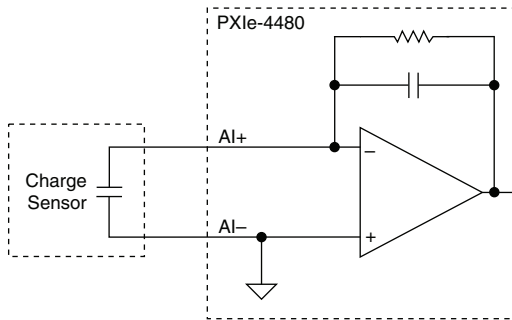 PXIe-4480
AI+
Charge
Sensor
AI–
–
+